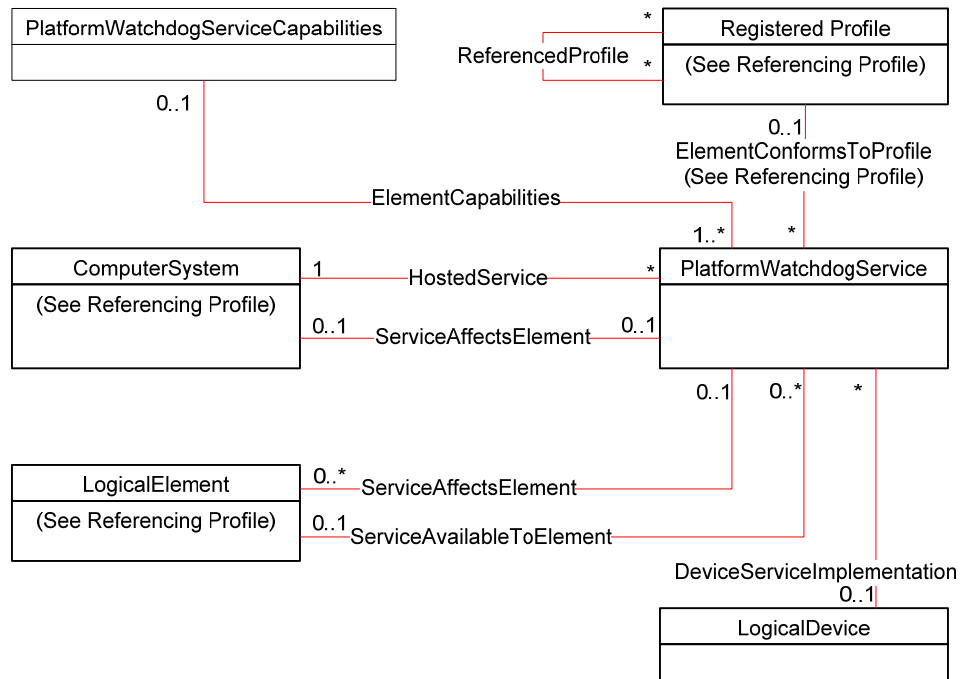 PlatformWatchdogServiceCapabilities
*
Registered Profile
ReferencedProfile
*
(See Referencing Profile)
0..1
0..1
ElementConformsToProfile
(See Referencing Profile)
ElementCapabilities
1..*
*
ComputerSystem
1
HostedService
*
PlatformWatchdogService
(See Referencing Profile)
0..1
ServiceAffectsElement
0..1
0..1
0..*
*
LogicalElement
0..*
ServiceAffectsElement
(See Referencing Profile)
0..1
ServiceAvailableToElement
DeviceServiceImplementation
0..1
LogicalDevice